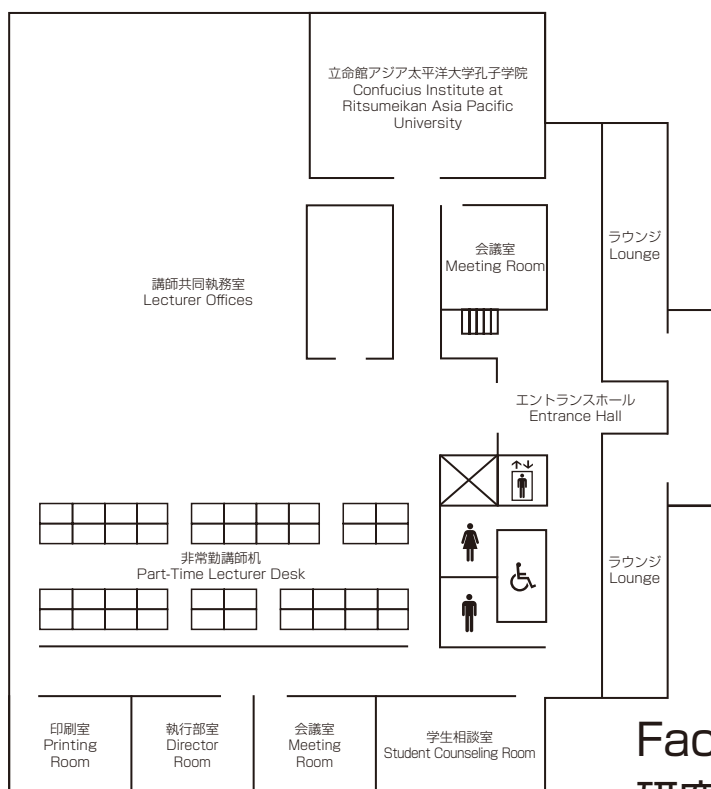 立命館アジア太平洋大学孔子学院
Confucius Institute at
Ritsumeikan Asia Pacific
University
会議室
Meeting Room
ラウンジ
Lounge
講師共同執務室
Lecturer Offices
エントランスホール
Entrance Hall
非常勤講師机
Part-Time Lecturer Desk
ラウンジ
Lounge
印刷室
Printing
Room
執行部室
Director
Room
会議室
Meeting
Room
学生相談室
Student Counseling Room